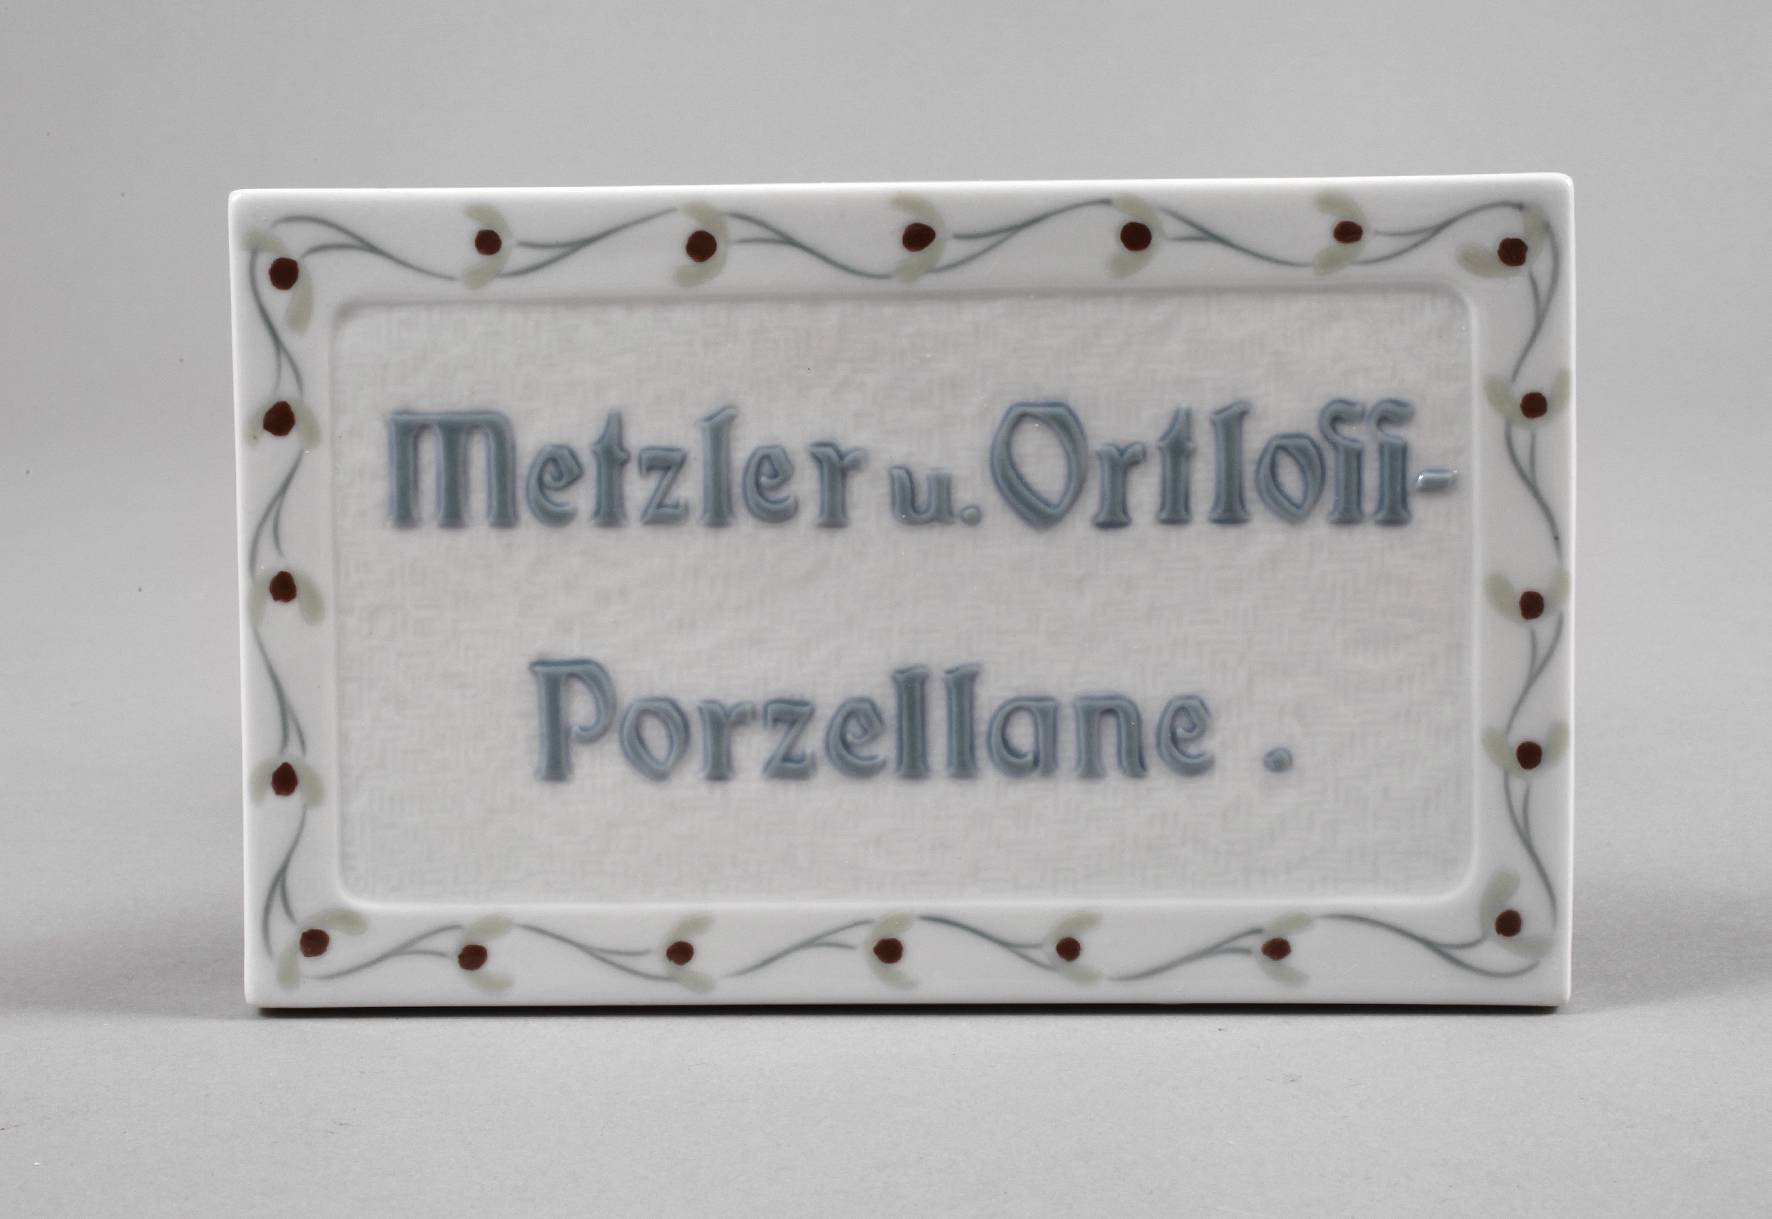 Metzler u. Ortloff-
Porzellane .